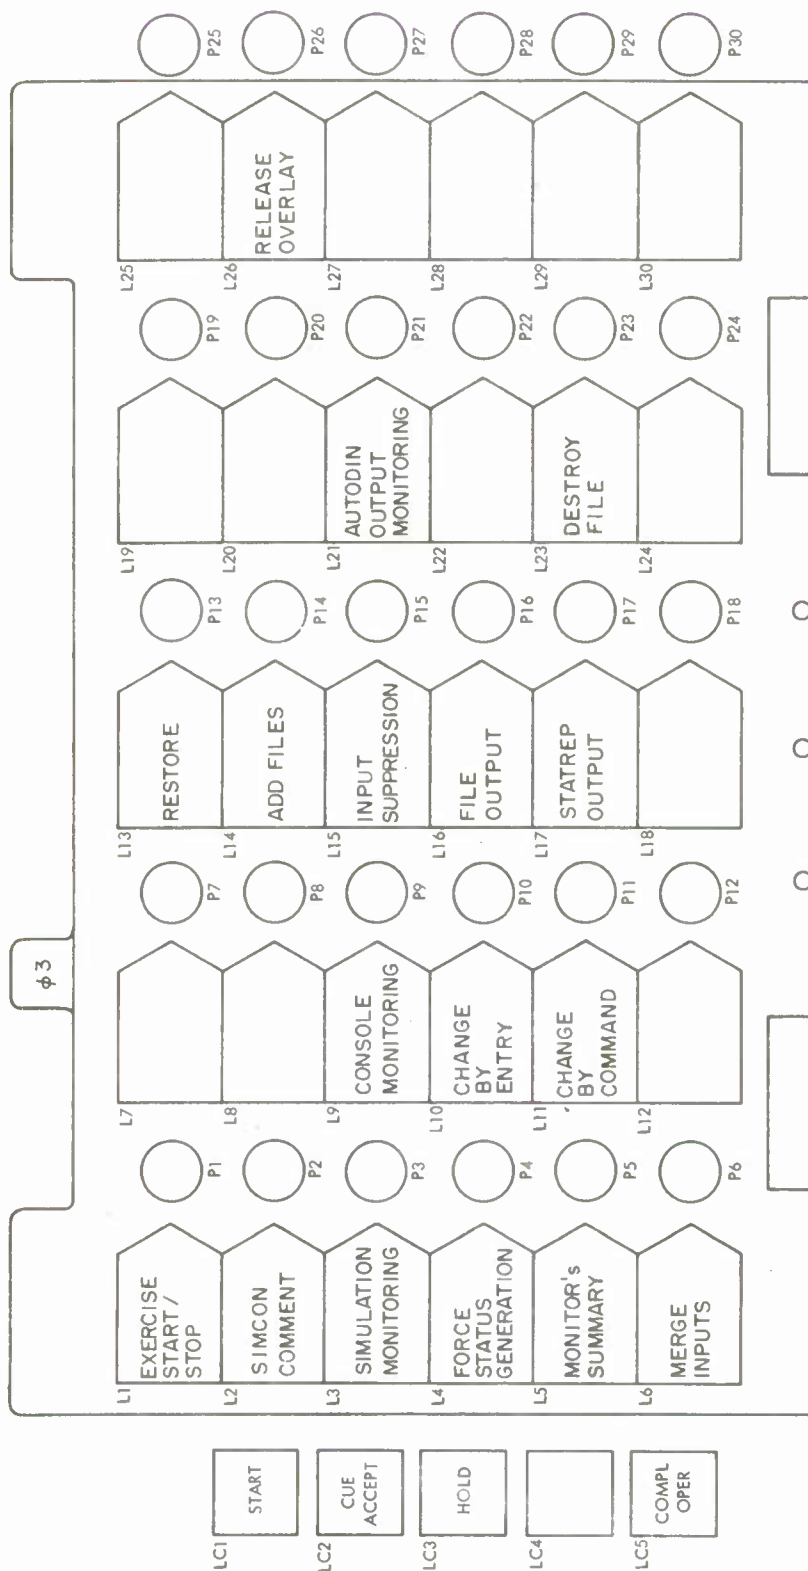 φ3
LC1
START
LC2
CUE
ACCEPT
LC3
HOLD
LC4
LC5
COMPL
OPER
L1
EXERCISE
START/
STOP
P1
L2
SIMCON
COMMENT
P2
L3
SIMULATION
MONITORING
P3
L4
FORCE
STATUS
GENERATION
P4
L5
MONITOR's
SUMMARY
P5
L6
MERGE
INPUTS
P6
L7
P7
L8
P8
L9
CONSOLE
MONITORING
P9
L10
CHANGE
BY
ENTRY
P10
L11
CHANGE
BY
COMMAND
P11
L12
P12
L13
RESTORE
P13
L14
ADD FILES
P14
L15
INPUT
SUPPRESSION
P15
L16
FILE
OUTPUT
P16
L17
STATREP
OUTPUT
P17
L18
P18
L19
P19
L20
P20
L21
AUTODIN
OUTPUT
MONITORING
P21
L22
P22
L23
DESTROY
FILE
P23
L24
P24
L25
P25
L26
RELEASE
OVERLAY
P26
L27
P27
L28
P28
L29
P29
L30
P30